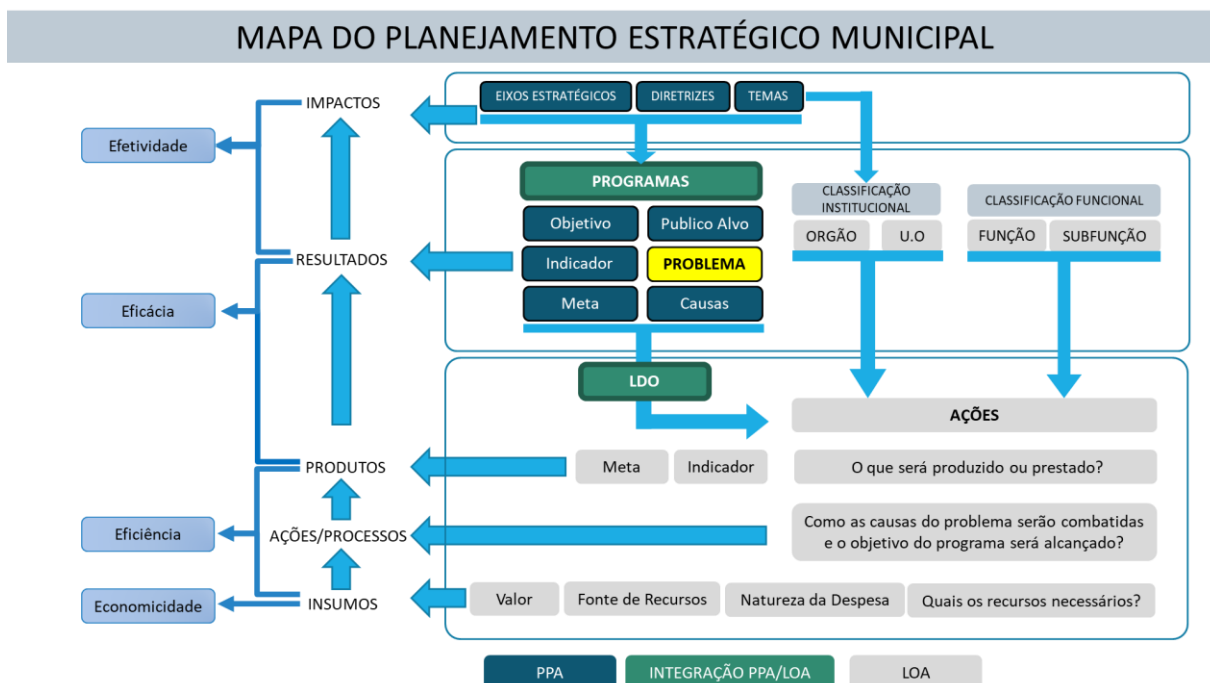 MAPA DO PLANEJAMENTO ESTRATÉGICO MUNICIPAL
IMPACTOS
EIXOS ESTRATÉGICOS
DIRETRIZES
TEMAS
Efetividade
PROGRAMAS
CLASSIFICAÇÃO
INSTITUCIONAL
CLASSIFICAÇÃO FUNCIONAL
Objetivo
Publico Alvo
ORGÃO
U.O
FUNÇÃO
SUBFUNÇÃO
RESULTADOS
Indicador
PROBLEMA
Meta
Causas
Eficácia
LDO
AÇÕES
PRODUTOS
Meta
Indicador
O que será produzido ou prestado?
Eficiência
AÇÕES/PROCESSOS
Como as causas do problema serão combatidas
e o objetivo do programa será alcançado?
Economicidade
INSUMOS
Valor
Fonte de Recursos
Natureza da Despesa
Quais os recursos necessários?
PPA
INTEGRAÇÃO PPA/LOA
LOA